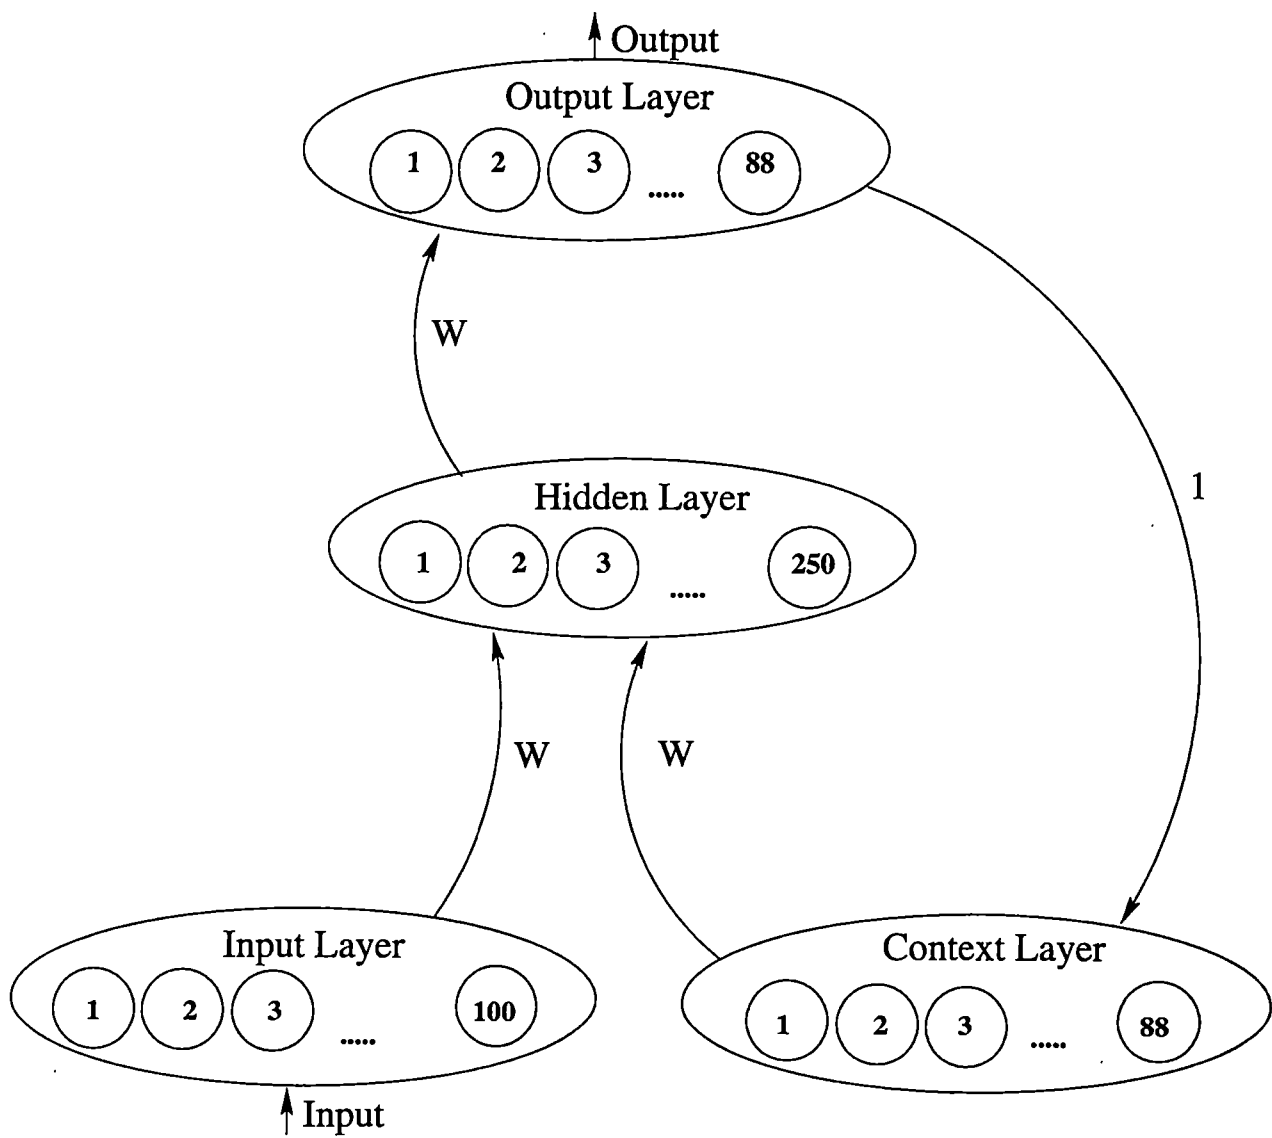 Output
Output Layer
1 2 3 ..... 88
W
Hidden Layer
1
1 2 3 ..... 250
W W
Input Layer
1 2 3 ..... 100
Context Layer
1 2 3 ..... 88
Input